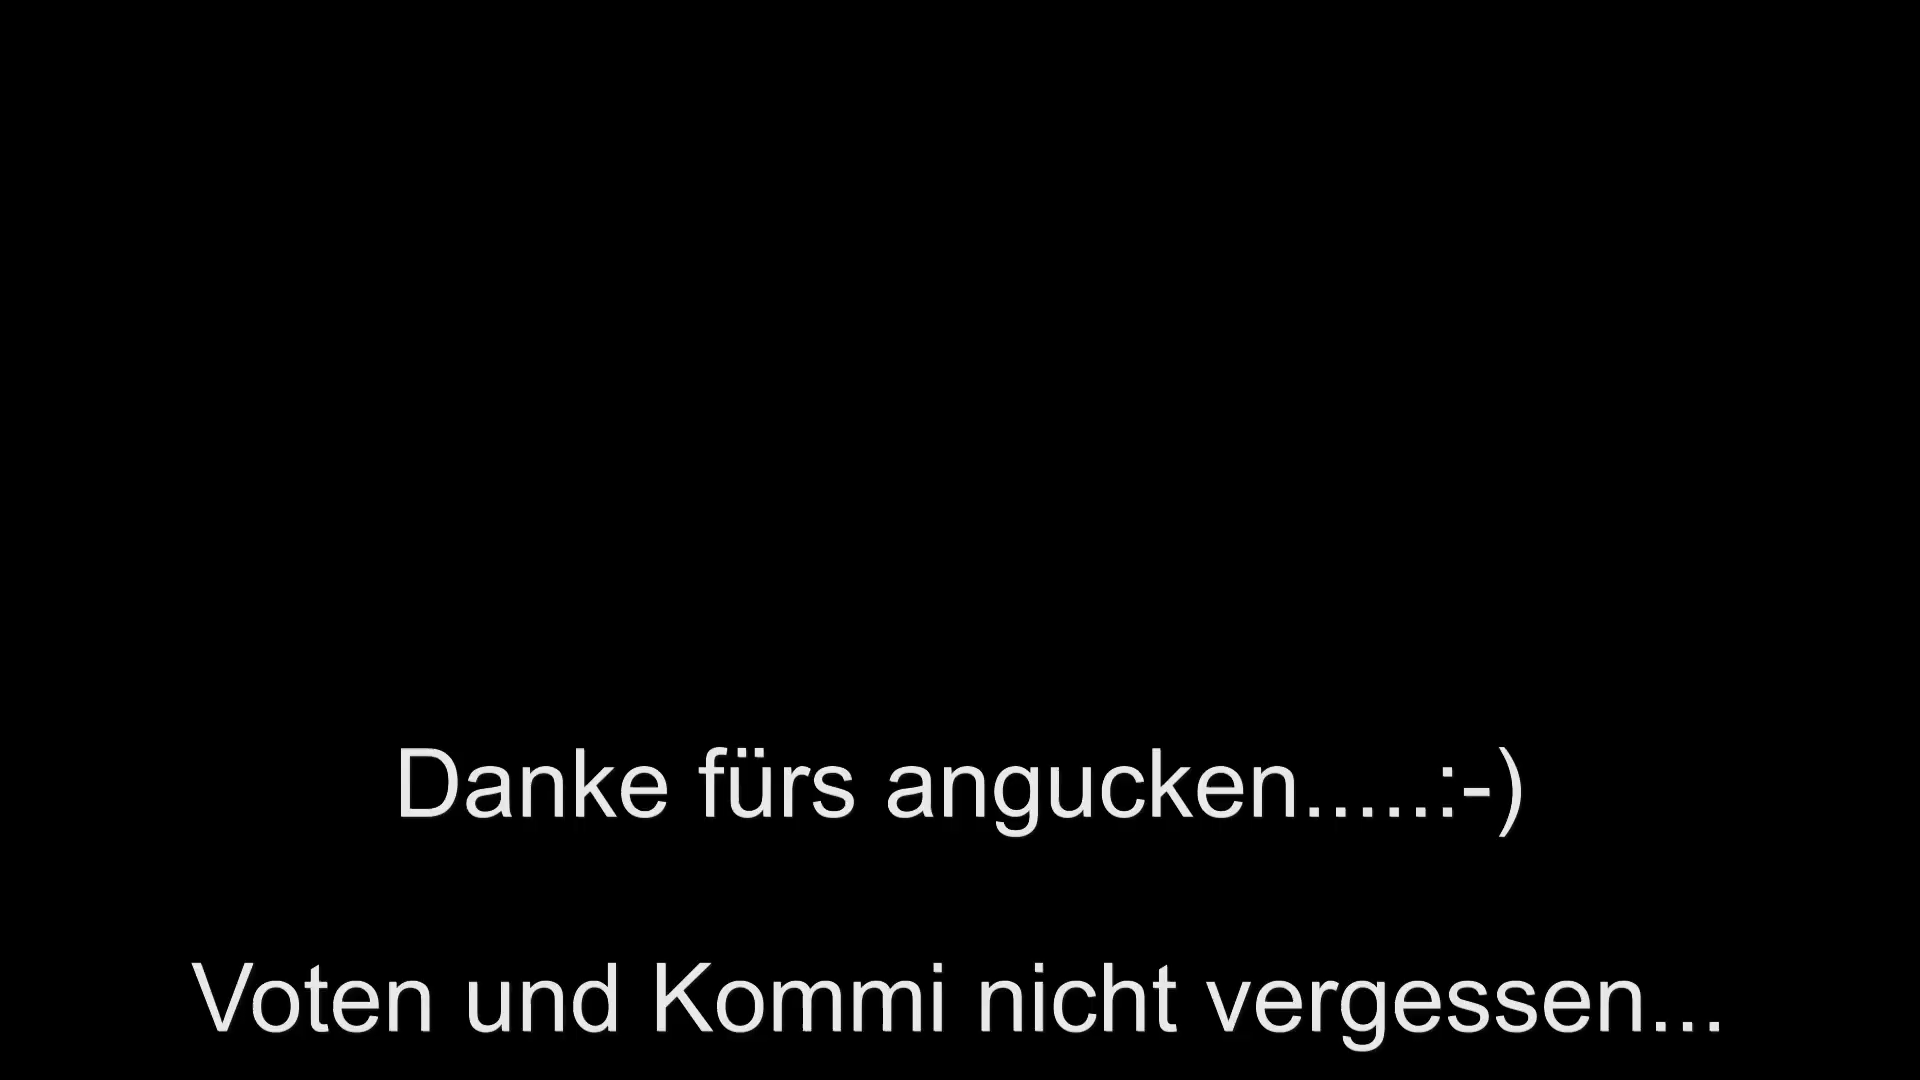 Danke fürs angucken.....:-)
Voten und Kommi nicht vergessen...